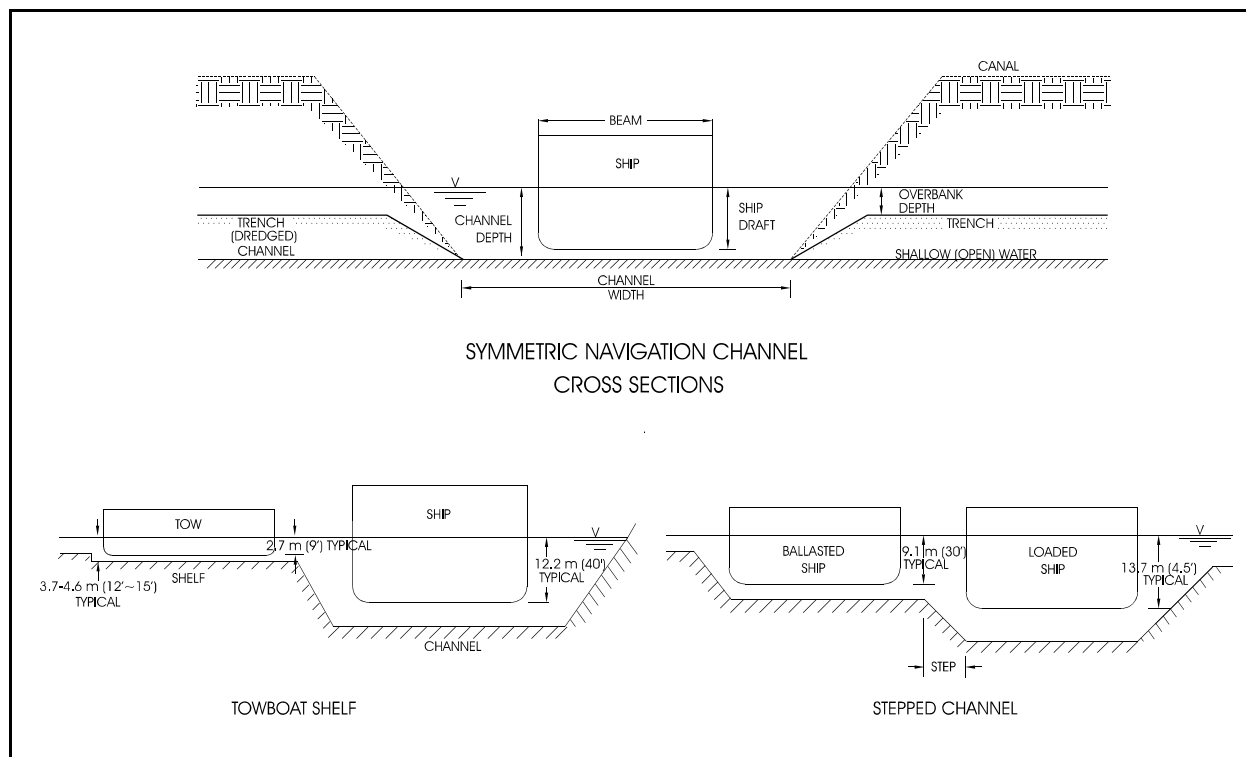 CANAL
BEAM
SHIP
V
CHANNEL
DEPTH
SHIP
DRAFT
OVERBANK
DEPTH
TRENCH
(DREDGED)
CHANNEL
TRENCH
SHALLOW (OPEN) WATER
CHANNEL
WIDTH
SYMMETRIC NAVIGATION CHANNEL
CROSS SECTIONS
TOW
2.7 m (9') TYPICAL
SHELF
3.7-4.6 m (12'~15')
TYPICAL
SHIP
V
12.2 m (40')
TYPICAL
CHANNEL
TOWBOAT SHELF
BALLASTED
SHIP
9.1 m (30')
TYPICAL
LOADED
SHIP
V
13.7 m (4.5')
TYPICAL
STEP
STEPPED CHANNEL